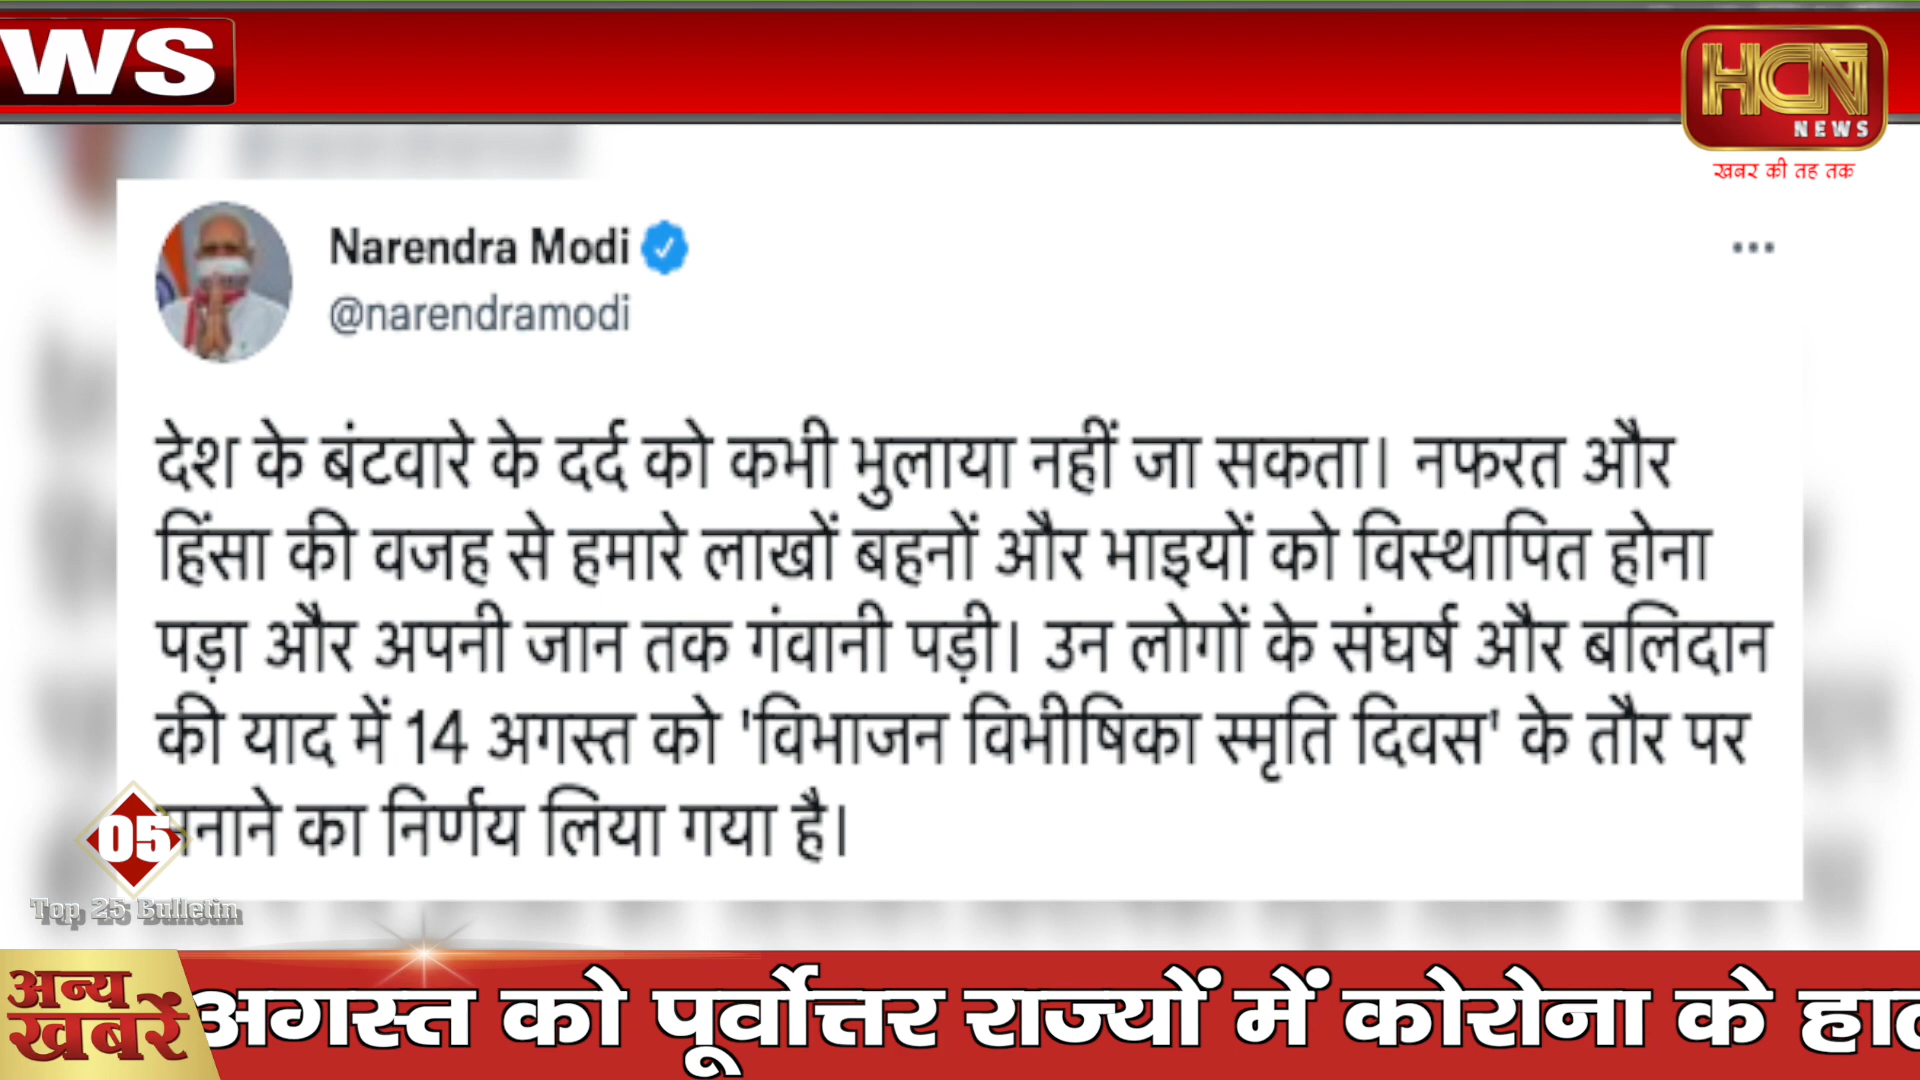 WS
HCN
NEWS
खबर की तह तक
Narendra Modi
@narendramodi
देश के बंटवारे के दर्द को कभी भुलाया नहीं जा सकता। नफरत और
हिंसा की वजह से हमारे लाखों बहनों और भाइयों को विस्थापित होना
पड़ा और अपनी जान तक गंवानी पड़ी। उन लोगों के संघर्ष और बलिदान
की याद में 14 अगस्त को 'विभाजन विभीषिका स्मृति दिवस' के तौर पर
मनाने का निर्णय लिया गया है।
05
Top 25 Bulletin
अन्य
खबरें
अगस्त को पूर्वोत्तर राज्यों में कोरोना के